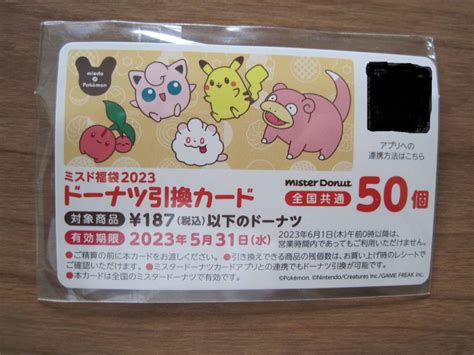 misdo
Pokémon
アプリへの
連携方法はこちら
ミスド福袋2023
ドーナツ引換カード
mister Donut
全国共通
50個
対象商品 ¥187(税込)以下のドーナツ
有効期限 2023年5月31日(水)
2023年6月1日(木)午前0時以降は、
営業時間内であってもご利用いただけません。
●ご精算の前に本カードをお渡しください。●引き換えできる商品の残個数は、お買い上げ時のレシートで
ご確認いただけます。●ミスタードーナツカードアプリとの連携でもドーナツ引換が可能です。
●本カードは全国のミスタードーナツで有効です。
©Pokémon. ©Nintendo/Creatures Inc./GAME FREAK Inc.